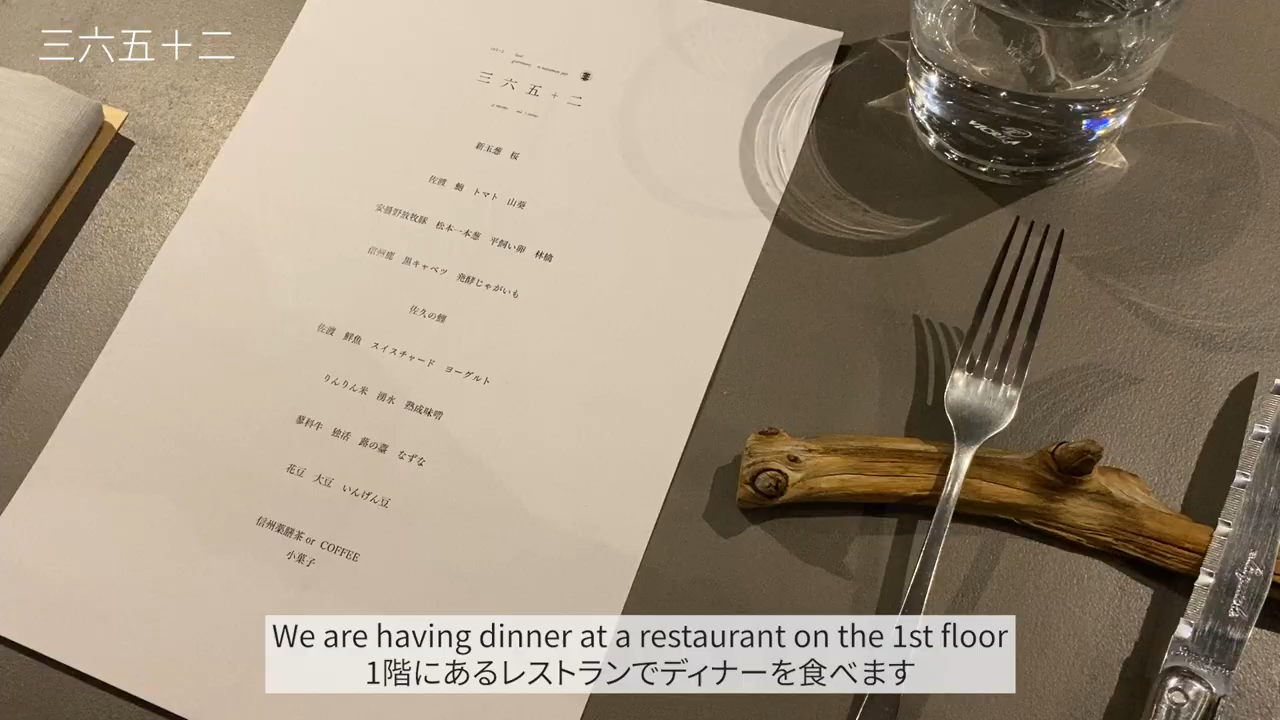 三六五十二
三六五十二
新玉葱 桜
佐渡 鮑 トマト 山葵
安曇野放牧豚 松本一本葱 平飼い卵 林檎
信州鹿 黒キャベツ 発酵じゃがいも
佐久の鯉
佐渡 鮮魚 スイスチャード ヨーグルト
りんりん米 湧水 熟成味噌
蓼科牛 独活 蕗の薹 なずな
花豆 大豆 いんげん豆
信州薬膳茶 or COFFEE
小菓子
We are having dinner at a restaurant on the 1st floor
1階にあるレストランでディナーを食べます